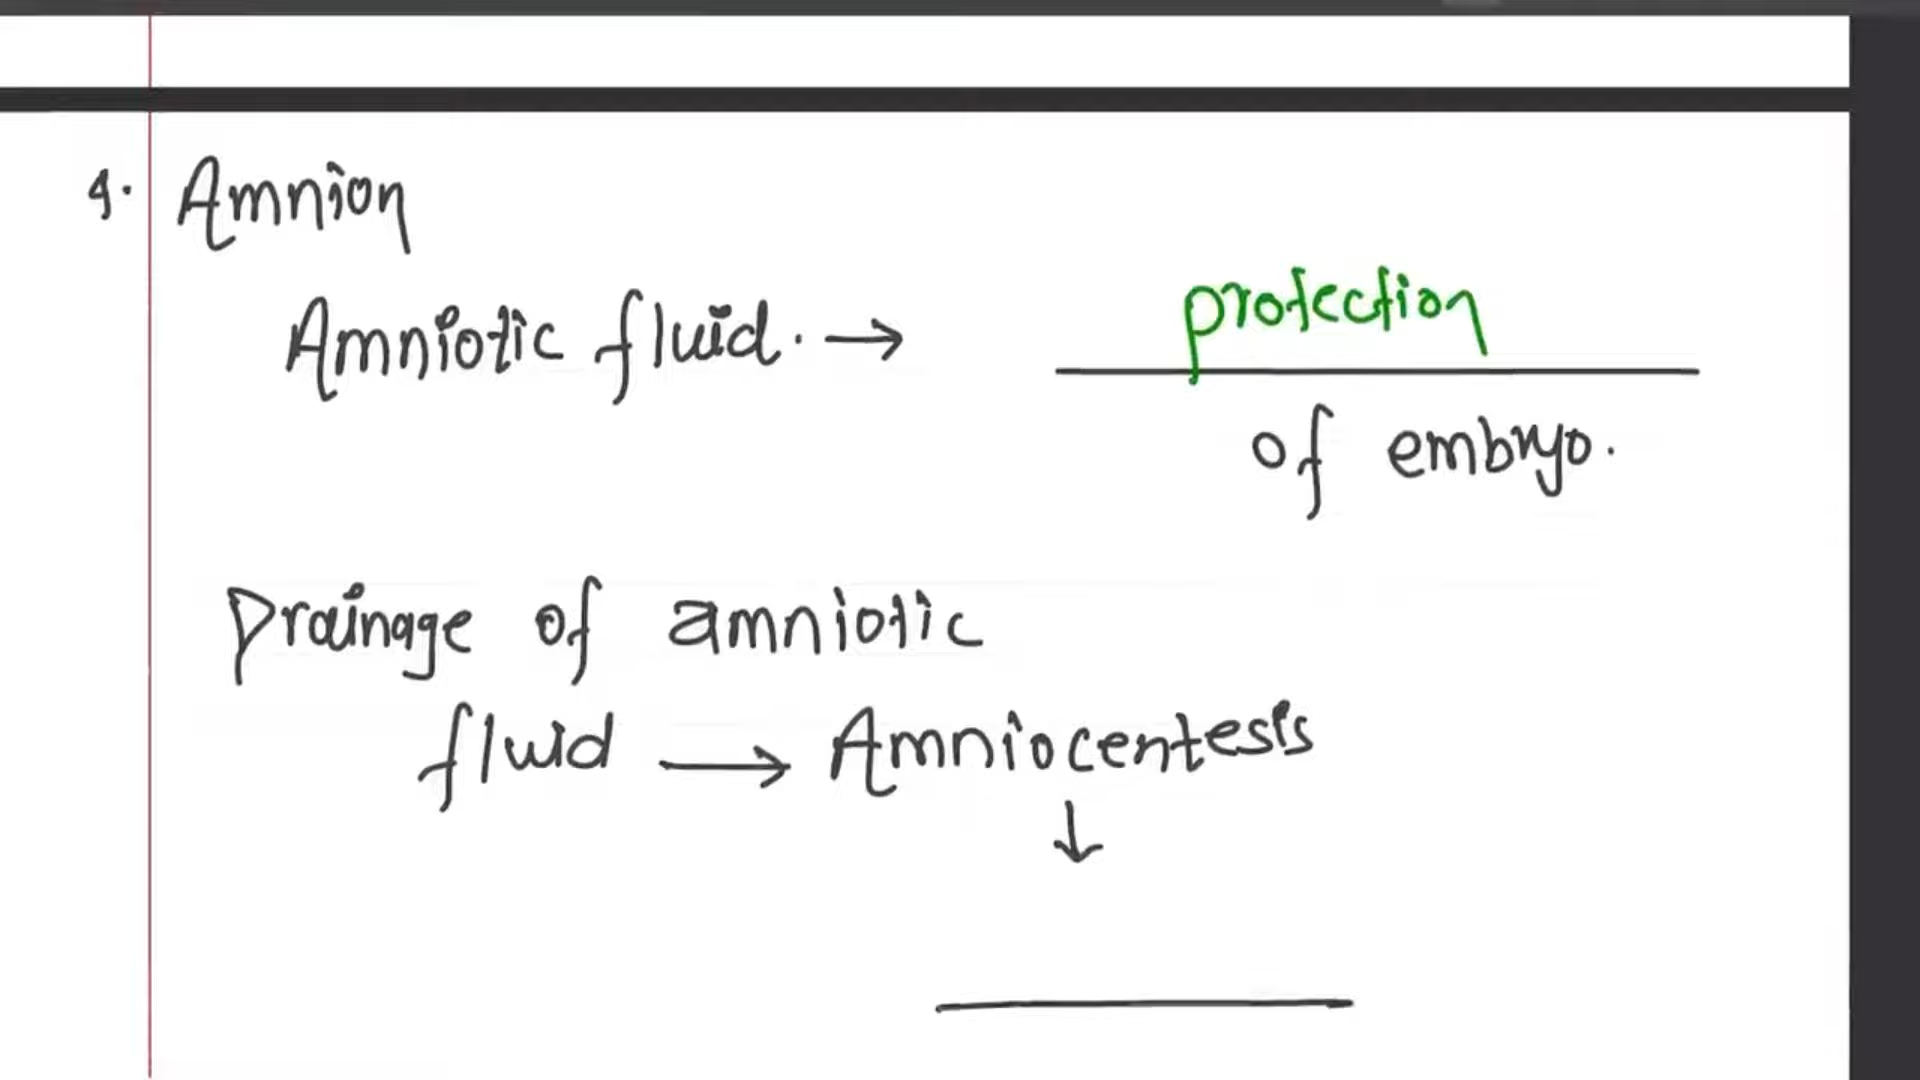 4. Amnion
protection
Amniotic fluid. →
of embryo.
Drainage of amniotic
fluid → Amniocentesis
↓